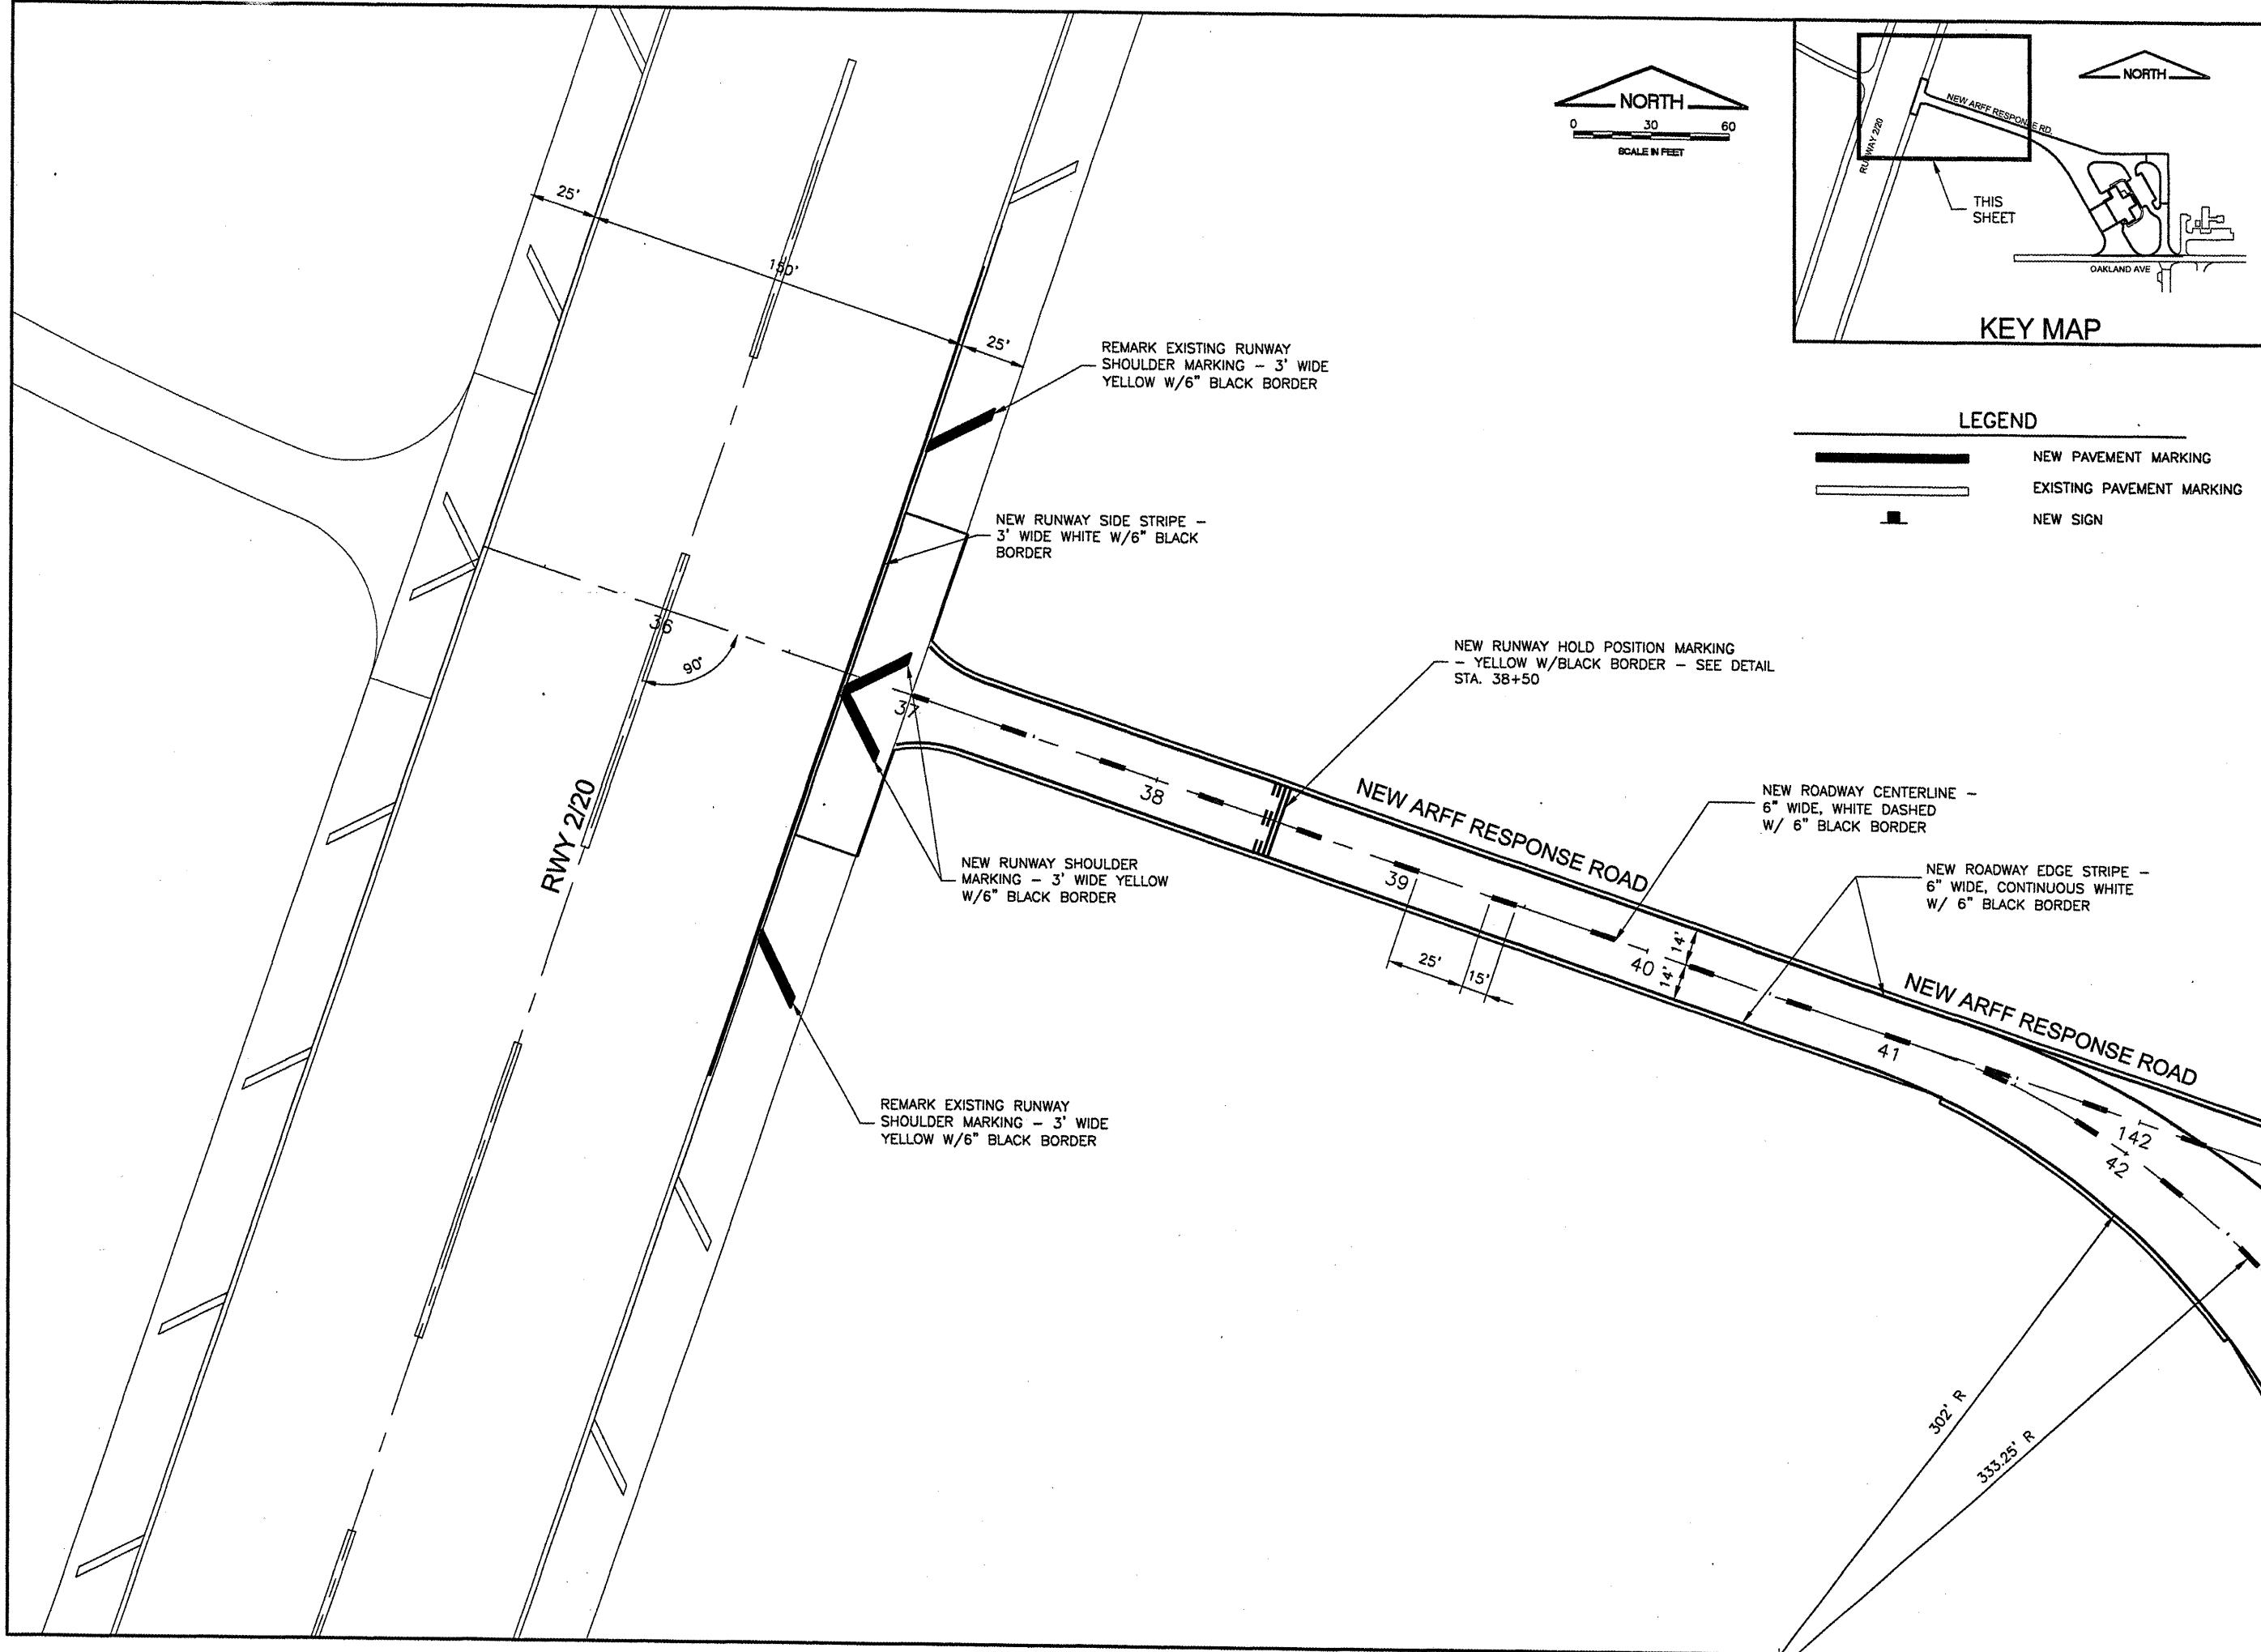 NORTH
0 30 60
SCALE IN FEET
NORTH
NEW ARFF RESPONSE RD.
RUNWAY 2/20
THIS
SHEET
OAKLAND AVE
KEY MAP
LEGEND
NEW PAVEMENT MARKING
EXISTING PAVEMENT MARKING
NEW SIGN
25'
150'
25'
REMARK EXISTING RUNWAY
SHOULDER MARKING – 3' WIDE
YELLOW W/6" BLACK BORDER
NEW RUNWAY SIDE STRIPE –
3' WIDE WHITE W/6" BLACK
BORDER
36
90°
37
NEW RUNWAY HOLD POSITION MARKING
– YELLOW W/BLACK BORDER – SEE DETAIL
STA. 38+50
38
NEW ARFF RESPONSE ROAD
NEW ROADWAY CENTERLINE –
6" WIDE, WHITE DASHED
W/ 6" BLACK BORDER
RWY 2/20
NEW RUNWAY SHOULDER
MARKING – 3' WIDE YELLOW
W/6" BLACK BORDER
39
NEW ROADWAY EDGE STRIPE –
6" WIDE, CONTINUOUS WHITE
W/ 6" BLACK BORDER
25'
15'
40
14'
14'
NEW ARFF RESPONSE ROAD
41
142
42
REMARK EXISTING RUNWAY
SHOULDER MARKING – 3' WIDE
YELLOW W/6" BLACK BORDER
302' R
333.25' R